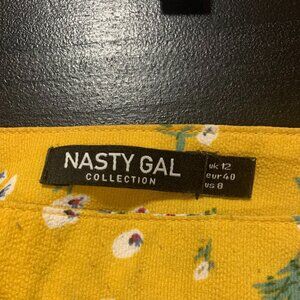 NASTY GAL
COLLECTION
uk 12
eur 40
us 8